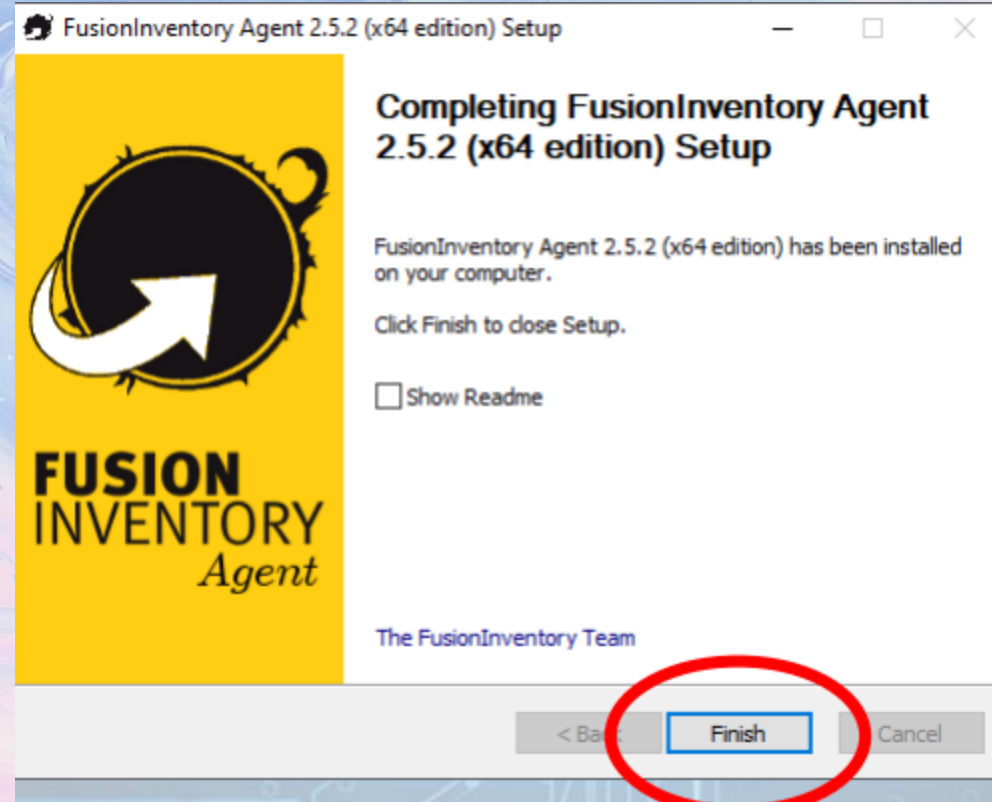 FusionInventory Agent 2.5.2 (x64 edition) Setup
Completing FusionInventory Agent
2.5.2 (x64 edition) Setup
FusionInventory Agent 2.5.2 (x64 edition) has been installed
on your computer.
Click Finish to close Setup.
Show Readme
FUSION
INVENTORY
Agent
The FusionInventory Team
< Back
Finish
Cancel